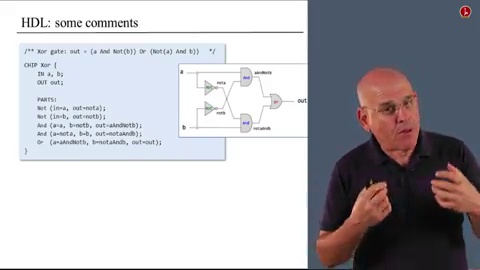 HDL: some comments
/** Xor gate: out = (a And Not(b)) Or (Not(a) And b)) */
CHIP Xor {
IN a, b;
OUT out;
PARTS:
Not (in=a, out=nota);
Not (in=b, out=notb);
And (a=a, b=notb, out=aAndNotb);
And (a=nota, b=b, out=notaAndb);
Or (a=aAndNotb, b=notaAndb, out=out);
}
a
nota
And
aAndNotb
Or
out
notb
And
notaAndb
b